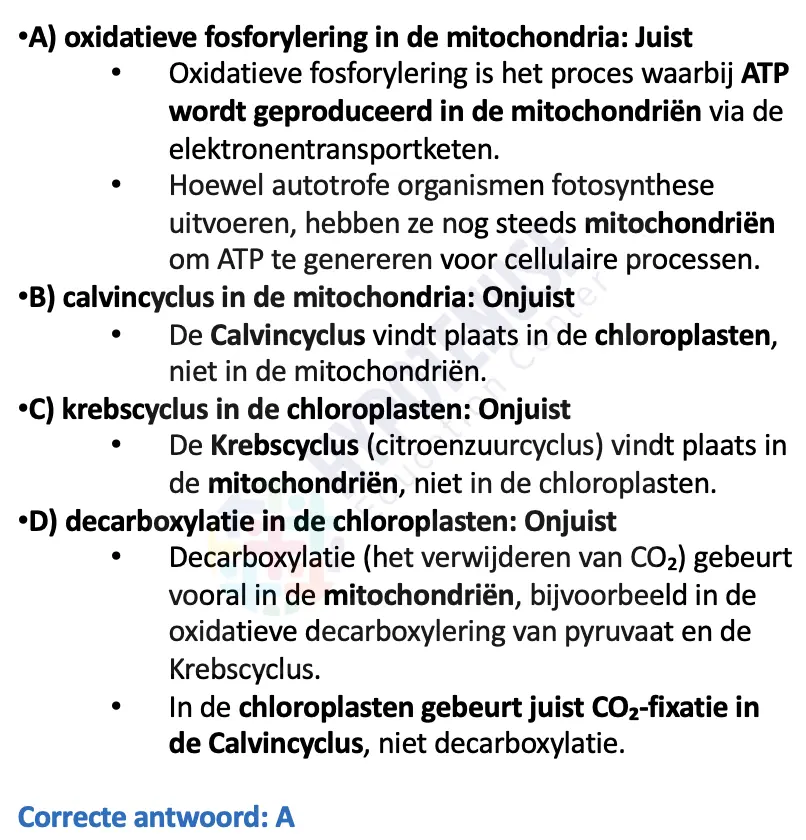 •A) oxidatieve fosforylering in de mitochondria: Juist
• Oxidatieve fosforylering is het proces waarbij ATP
wordt geproduceerd in de mitochondriën via de
elektronentransportketen.
• Hoewel autotrofe organismen fotosynthese
uitvoeren, hebben ze nog steeds mitochondriën
om ATP te genereren voor cellulaire processen.
•B) calvincyclus in de mitochondria: Onjuist
• De Calvincyclus vindt plaats in de chloroplasten,
niet in de mitochondriën.
•C) krebscyclus in de chloroplasten: Onjuist
• De Krebscyclus (citroenzuurcyclus) vindt plaats in
de mitochondriën, niet in de chloroplasten.
•D) decarboxylatie in de chloroplasten: Onjuist
• Decarboxylatie (het verwijderen van CO₂) gebeurt
vooral in de mitochondriën, bijvoorbeeld in de
oxidatieve decarboxylering van pyruvaat en de
Krebscyclus.
• In de chloroplasten gebeurt juist CO₂-fixatie in
de Calvincyclus, niet decarboxylatie.
Correcte antwoord: A
HYPOTENUSE
Education Center